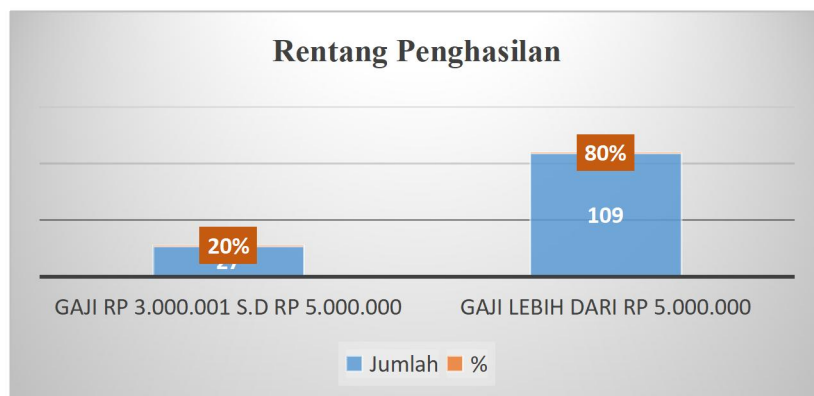 Rentang Penghasilan
80%
109
20%
27
GAJI RP 3.000.001 S.D RP 5.000.000
GAJI LEBIH DARI RP 5.000.000
Jumlah %